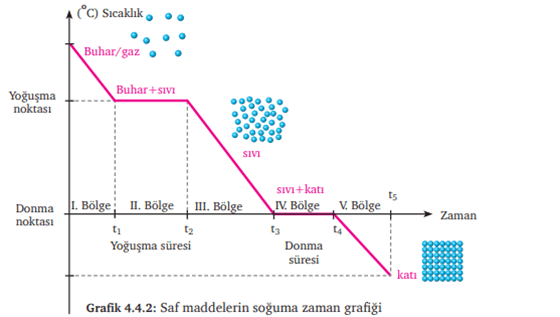 (°C) Sıcaklık
Buhar/gaz
Buhar+sıvı
Yoğuşma
noktası
sıvı
sıvı+katı
t5
I. Bölge
II. Bölge
III. Bölge
IV. Bölge
V. Bölge
Donma
noktası
Zaman
t1
t2
t3
t4
Yoğuşma süresi
Donma
süresi
katı
Grafik 4.4.2: Saf maddelerin soğuma zaman grafiği